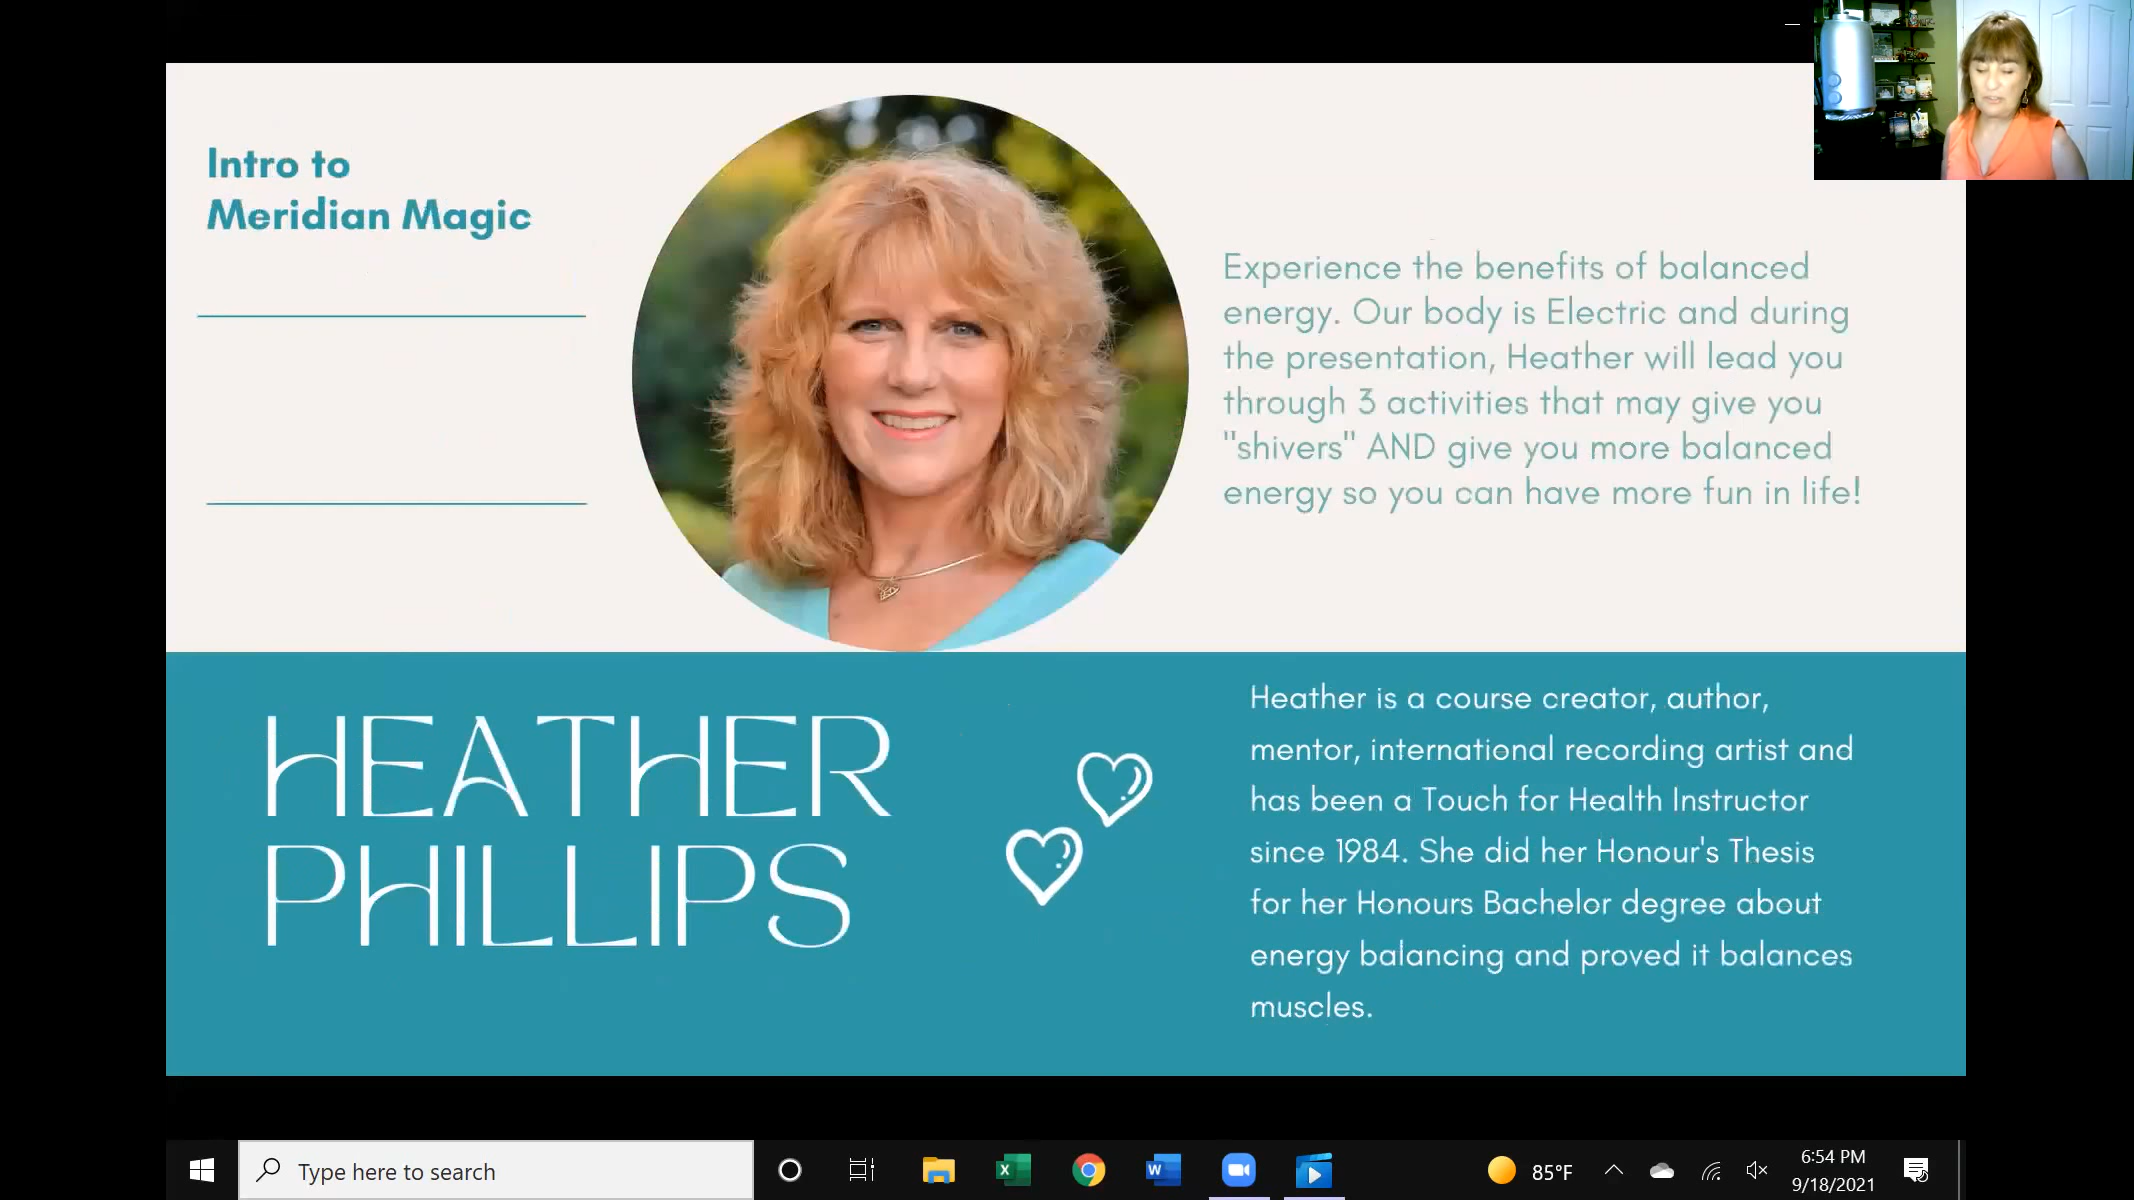 Intro to
Meridian Magic
Experience the benefits of balanced
energy. Our body is Electric and during
the presentation, Heather will lead you
through 3 activities that may give you
"shivers" AND give you more balanced
energy so you can have more fun in life!
HEATHER
PHILLIPS
Heather is a course creator, author,
mentor, international recording artist and
has been a Touch for Health Instructor
since 1984. She did her Honour's Thesis
for her Honours Bachelor degree about
energy balancing and proved it balances
muscles.
Type here to search
85°F
6:54 PM
9/18/2021